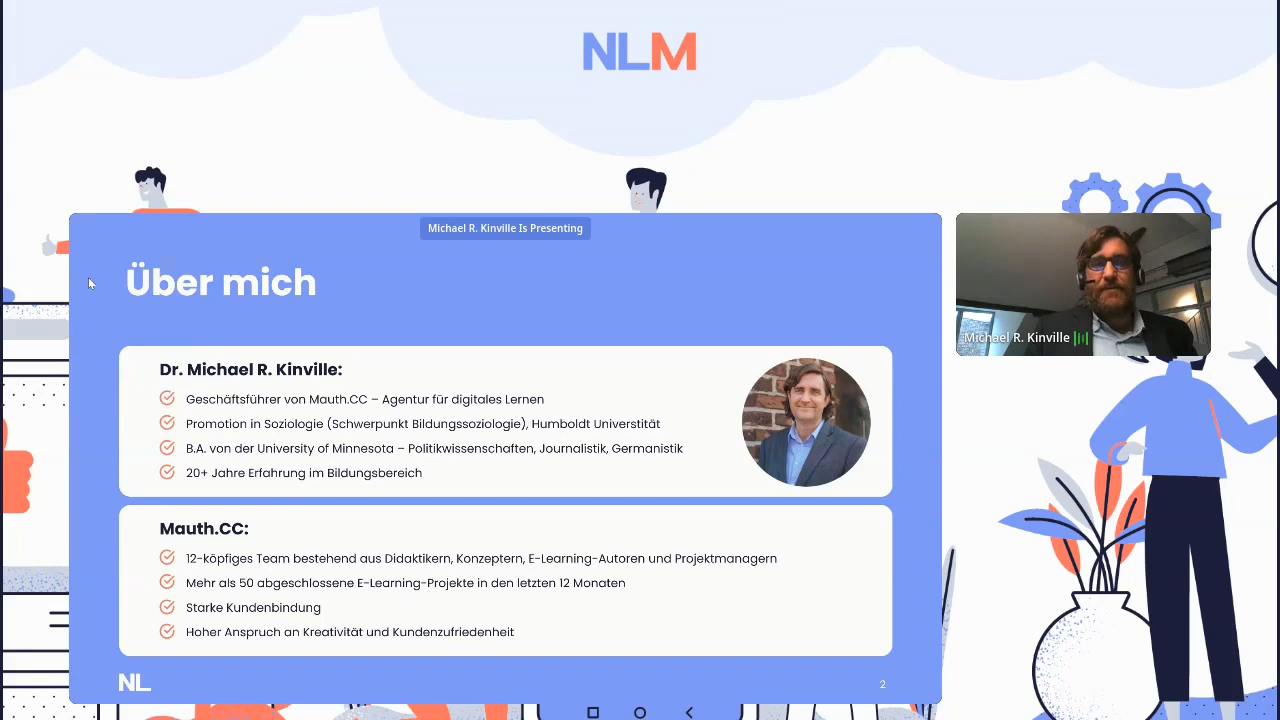 NLM
Michael R. Kinville Is Presenting
Über mich
Michael R. Kinville
Dr. Michael R. Kinville:
Geschäftsführer von Mauth.CC – Agentur für digitales Lernen
Promotion in Soziologie (Schwerpunkt Bildungssoziologie), Humboldt Universtität
B.A. von der University of Minnesota – Politikwissenschaften, Journalistik, Germanistik
20+ Jahre Erfahrung im Bildungsbereich
Mauth.CC:
12-köpfiges Team bestehend aus Didaktikern, Konzeptern, E-Learning-Autoren und Projektmanagern
Mehr als 50 abgeschlossene E-Learning-Projekte in den letzten 12 Monaten
Starke Kundenbindung
Hoher Anspruch an Kreativität und Kundenzufriedenheit
NL
2